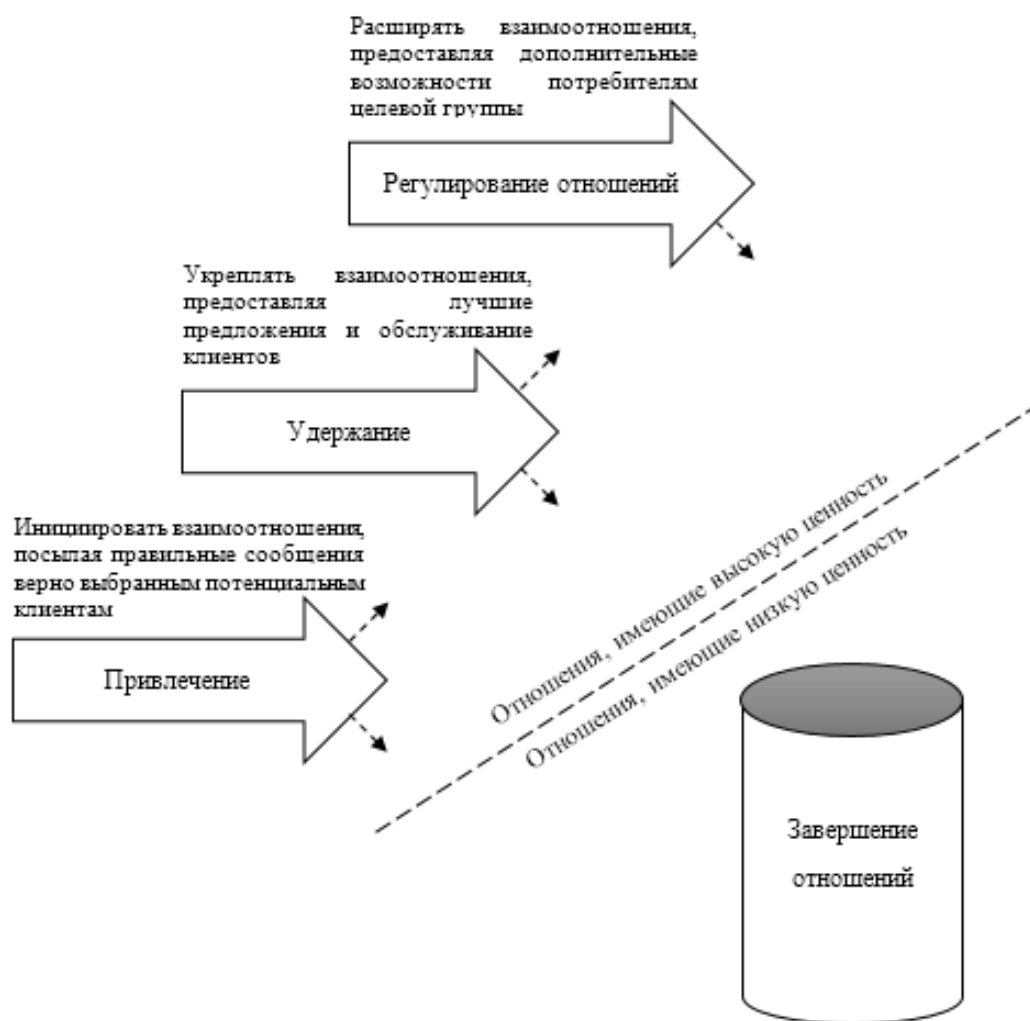 Расширять взаимоотношения,
предоставляя дополнительные
возможности потребителям
целевой группы
Регулирование отношений
Укреплять взаимоотношения,
предоставляя лучшие
предложения и обслуживание
клиентов
Удержание
Инициировать взаимоотношения,
посылая правильные сообщения
верно выбранным потенциальным
клиентам
Привлечение
Отношения, имеющие высокую ценность
Отношения, имеющие низкую ценность
Завершение
отношений